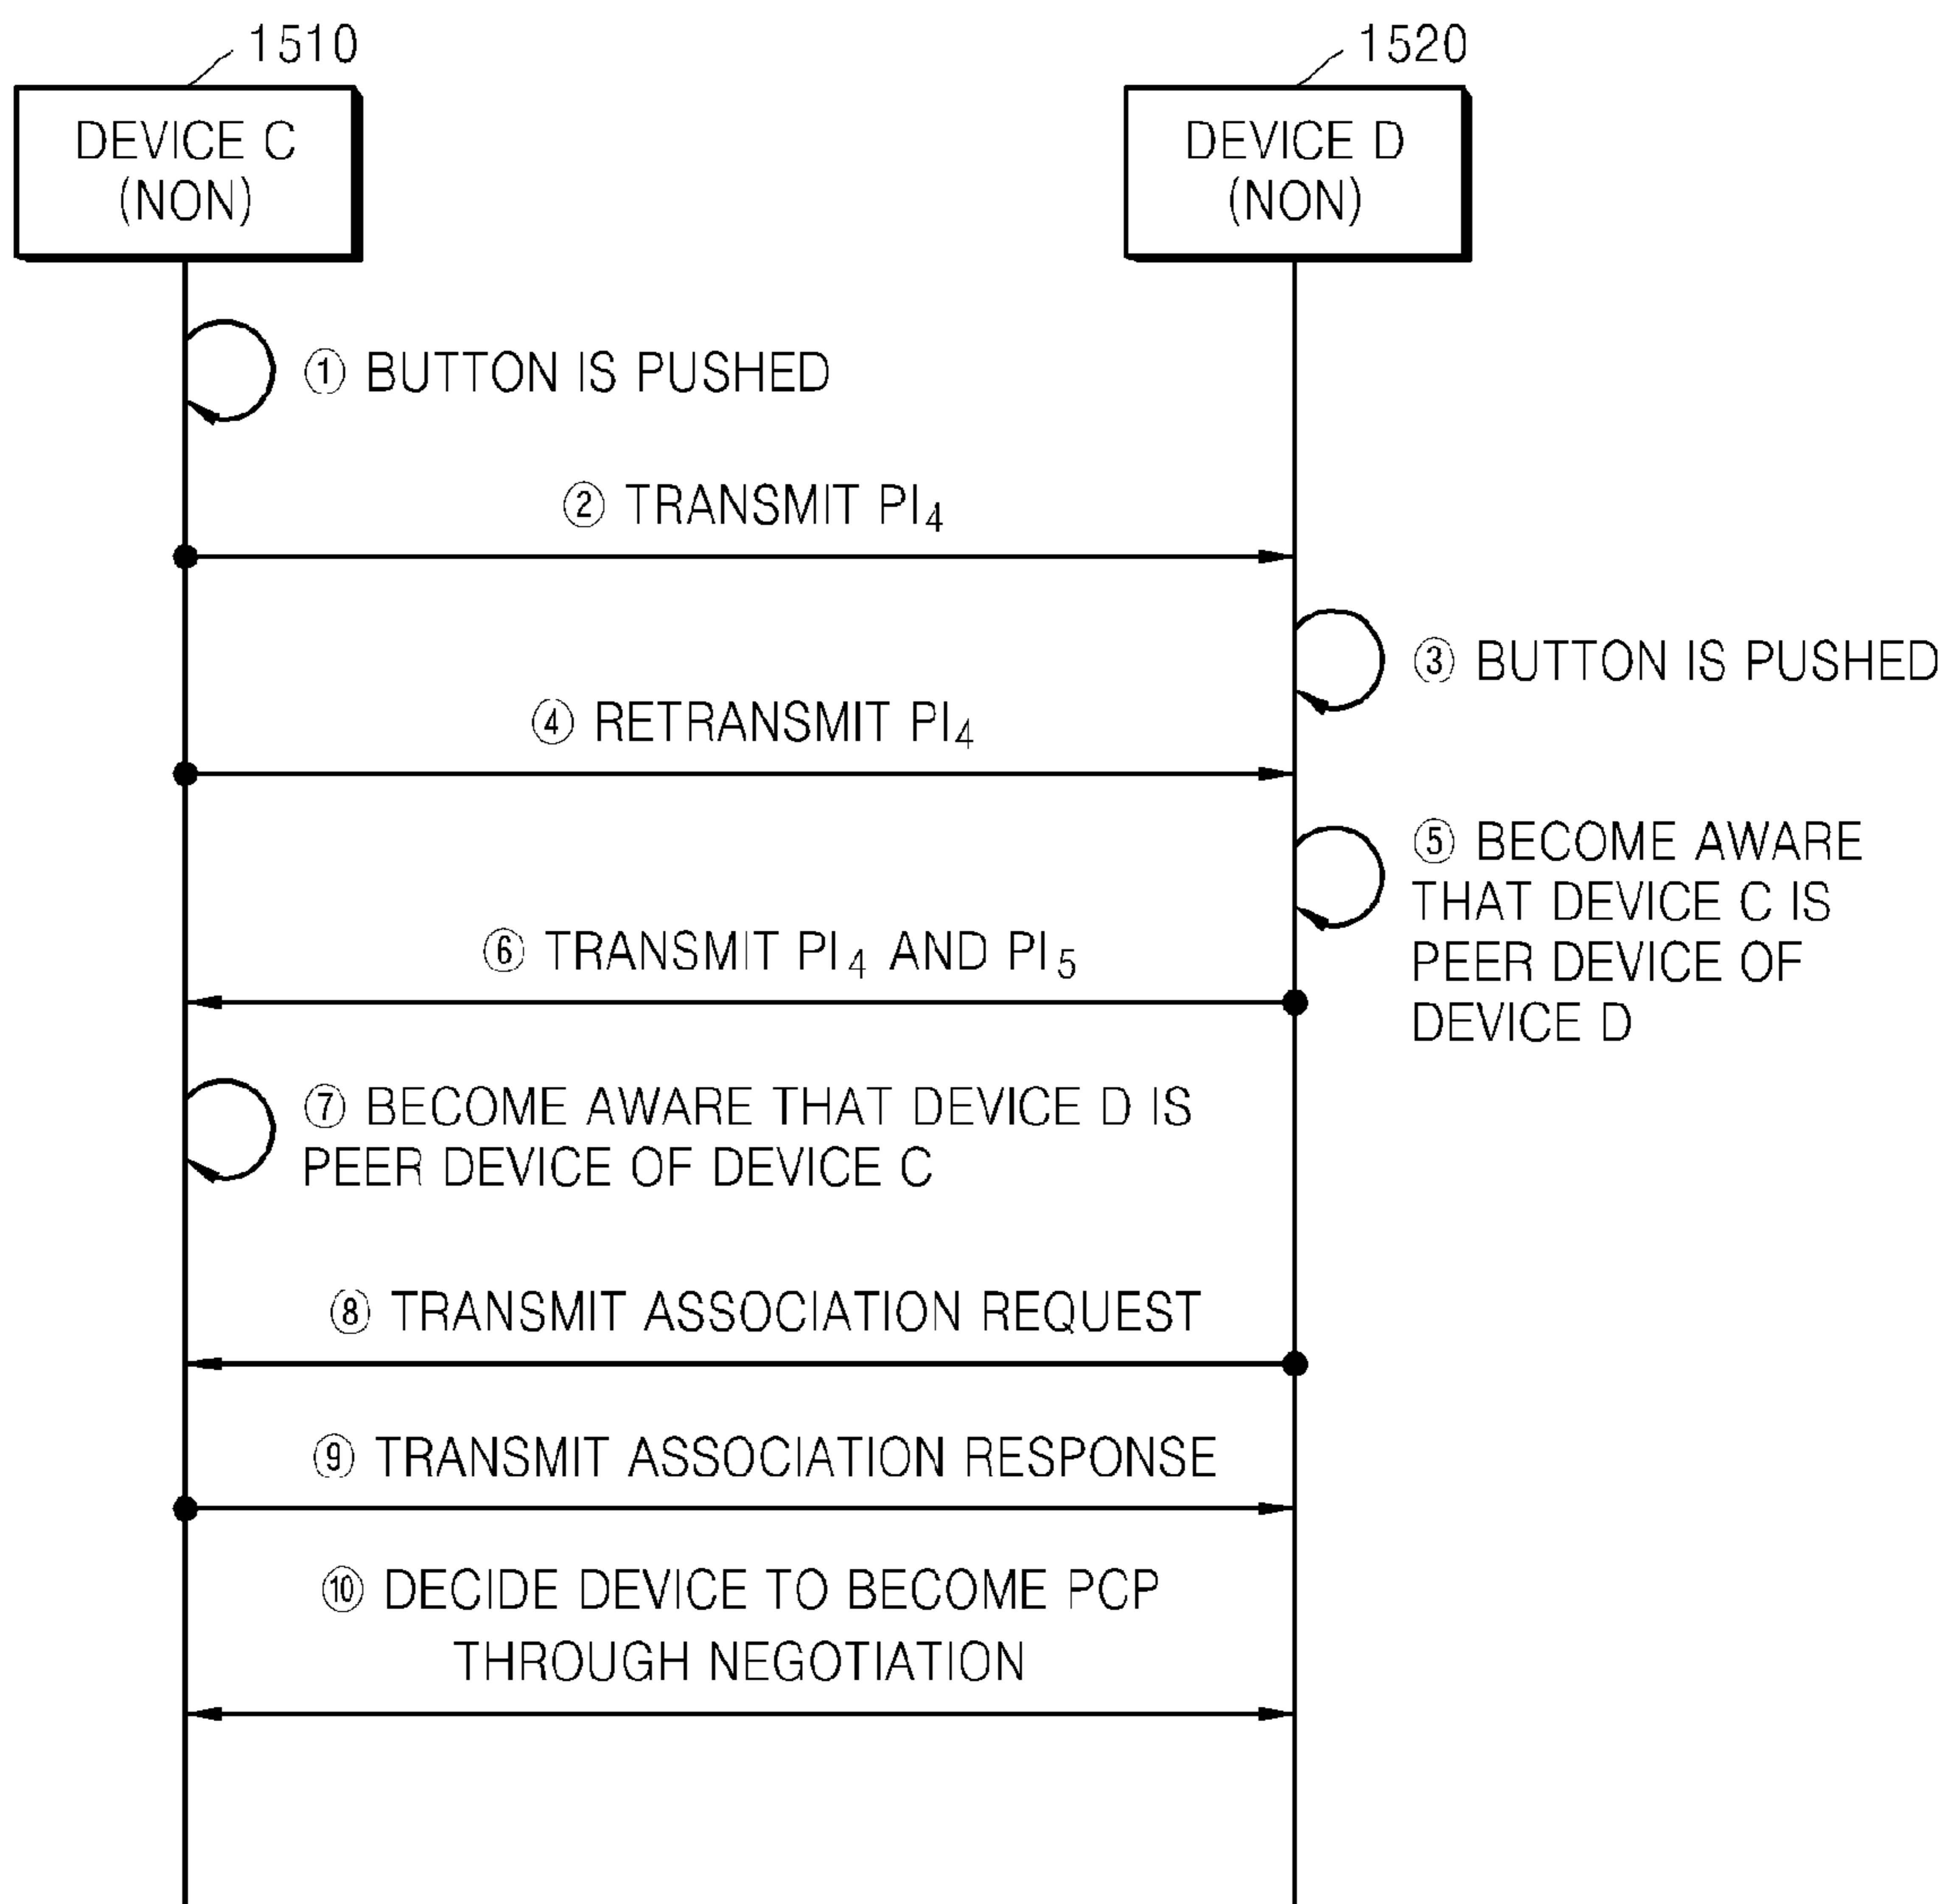 1510
1520
DEVICE C
(NON)
DEVICE D
(NON)
① BUTTON IS PUSHED
② TRANSMIT PI4
③ BUTTON IS PUSHED
④ RETRANSMIT PI4
⑤ BECOME AWARE
THAT DEVICE C IS
PEER DEVICE OF
DEVICE D
⑥ TRANSMIT PI4 AND PI5
⑦ BECOME AWARE THAT DEVICE D IS
PEER DEVICE OF DEVICE C
⑧ TRANSMIT ASSOCIATION REQUEST
⑨ TRANSMIT ASSOCIATION RESPONSE
⑩ DECIDE DEVICE TO BECOME PCP
THROUGH NEGOTIATION